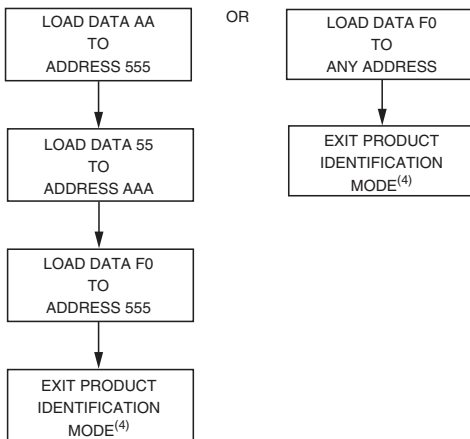 LOAD DATA AA
TO
ADDRESS 555
LOAD DATA 55
TO
ADDRESS AAA
LOAD DATA F0
TO
ADDRESS 555
EXIT PRODUCT
IDENTIFICATION
MODE(4)
OR
LOAD DATA F0
TO
ANY ADDRESS
EXIT PRODUCT
IDENTIFICATION
MODE(4)